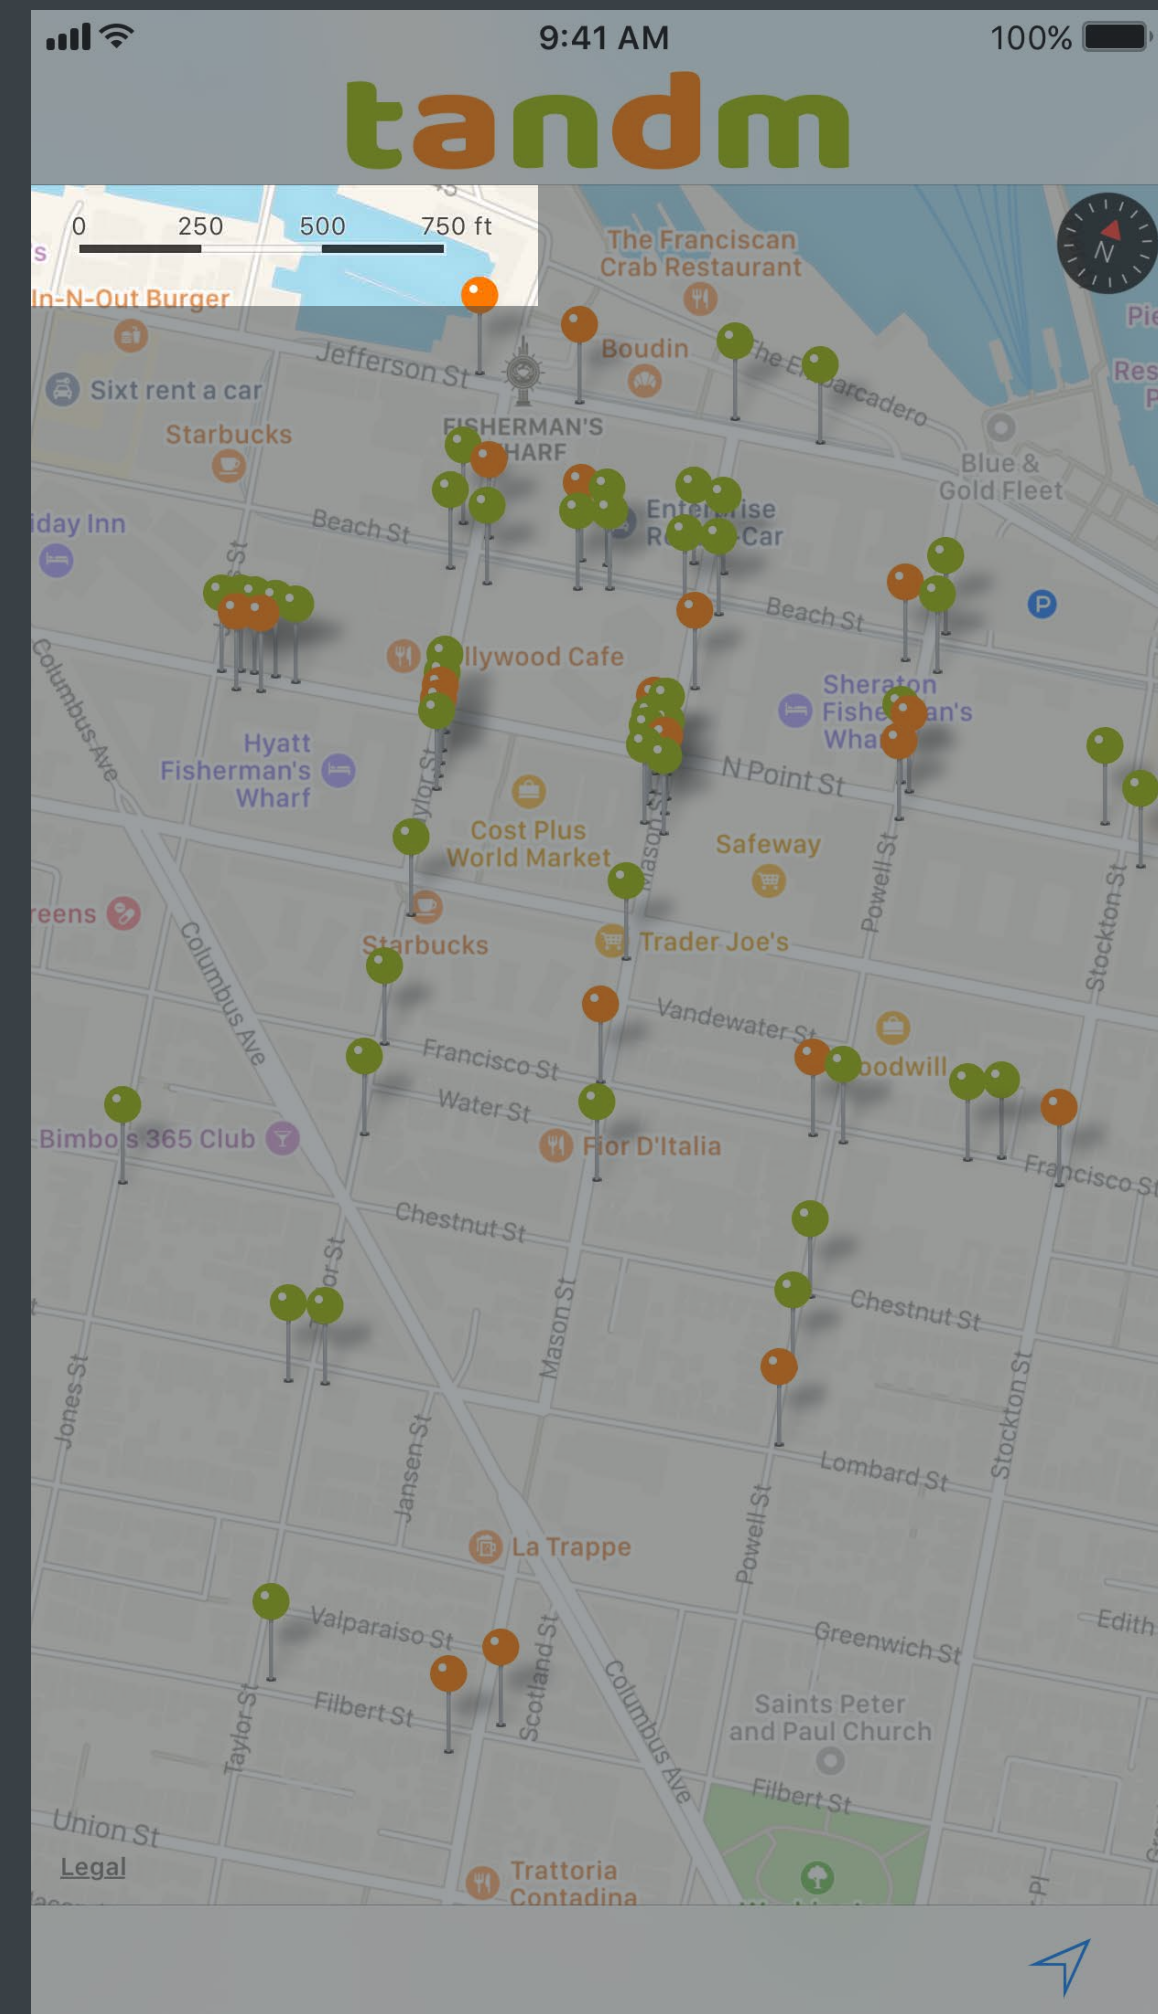 9:41 AM
100%
tandm
0 250 500 750 ft
In-N-Out Burger
The Franciscan
Crab Restaurant
N
Jefferson St
Boudin
Sixt rent a car
Starbucks
FISHERMAN'S
Blue &
Gold Fleet
iday Inn
Beach St
Beach St
P
Columbus Ave
llywood Cafe
Sheraton
Hyatt
Fisherman's
Wharf
N Point St
Cost Plus
World Market
Safeway
Mason St
Powell St
Stockton St
reens
Starbucks
Trader Joe's
Columbus Ave
Vandewater St
Francisco St
oodwill
Water St
Bimbo's 365 Club
Fior D'Italia
Francisco St
Chestnut St
Chestnut St
Mason St
Jones St
Jansen St
Stockton St
Lombard St
Powell St
La Trappe
Valparaiso St
Scotland St
Greenwich St
Edith
Filbert St
Taylor St
Columbus Ave
Saints Peter
and Paul Church
Filbert St
Union St
Legal
Trattoria
Contadina
Pl